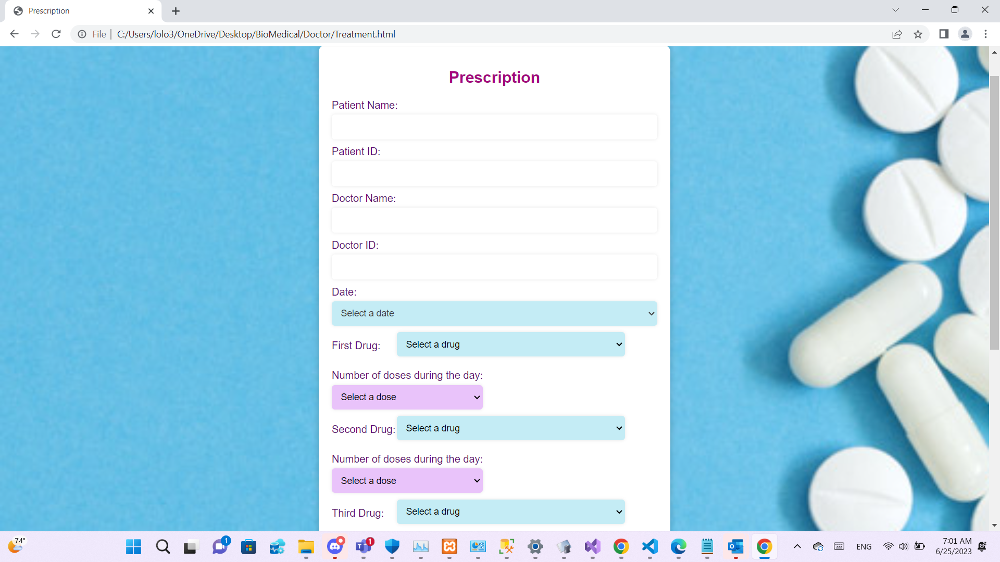 Prescription
File
C:/Users/lolo3/OneDrive/Desktop/BioMedical/Doctor/Treatment.html
Prescription
Patient Name:
Patient ID:
Doctor Name:
Doctor ID:
Date:
Select a date
First Drug: Select a drug
Number of doses during the day:
Select a dose
Second Drug: Select a drug
Number of doses during the day:
Select a dose
Third Drug: Select a drug
74°
1
1
ENG
7:01 AM
6/25/2023